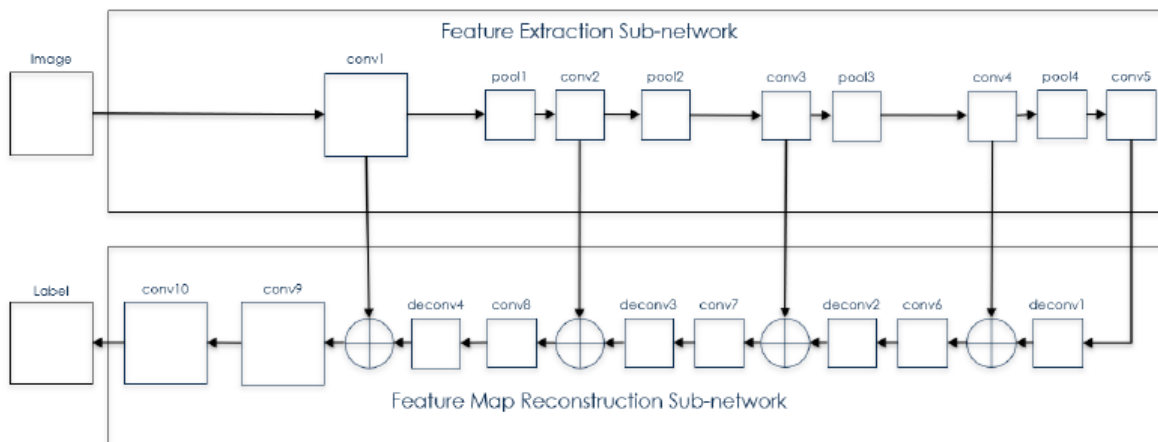 Feature Extraction Sub-network
Image
conv1
pool1
conv2
pool2
conv3
pool3
conv4
pool4
conv5
Label
conv10
conv9
deconv4
conv8
deconv3
conv7
deconv2
conv6
deconv1
Feature Map Reconstruction Sub-network